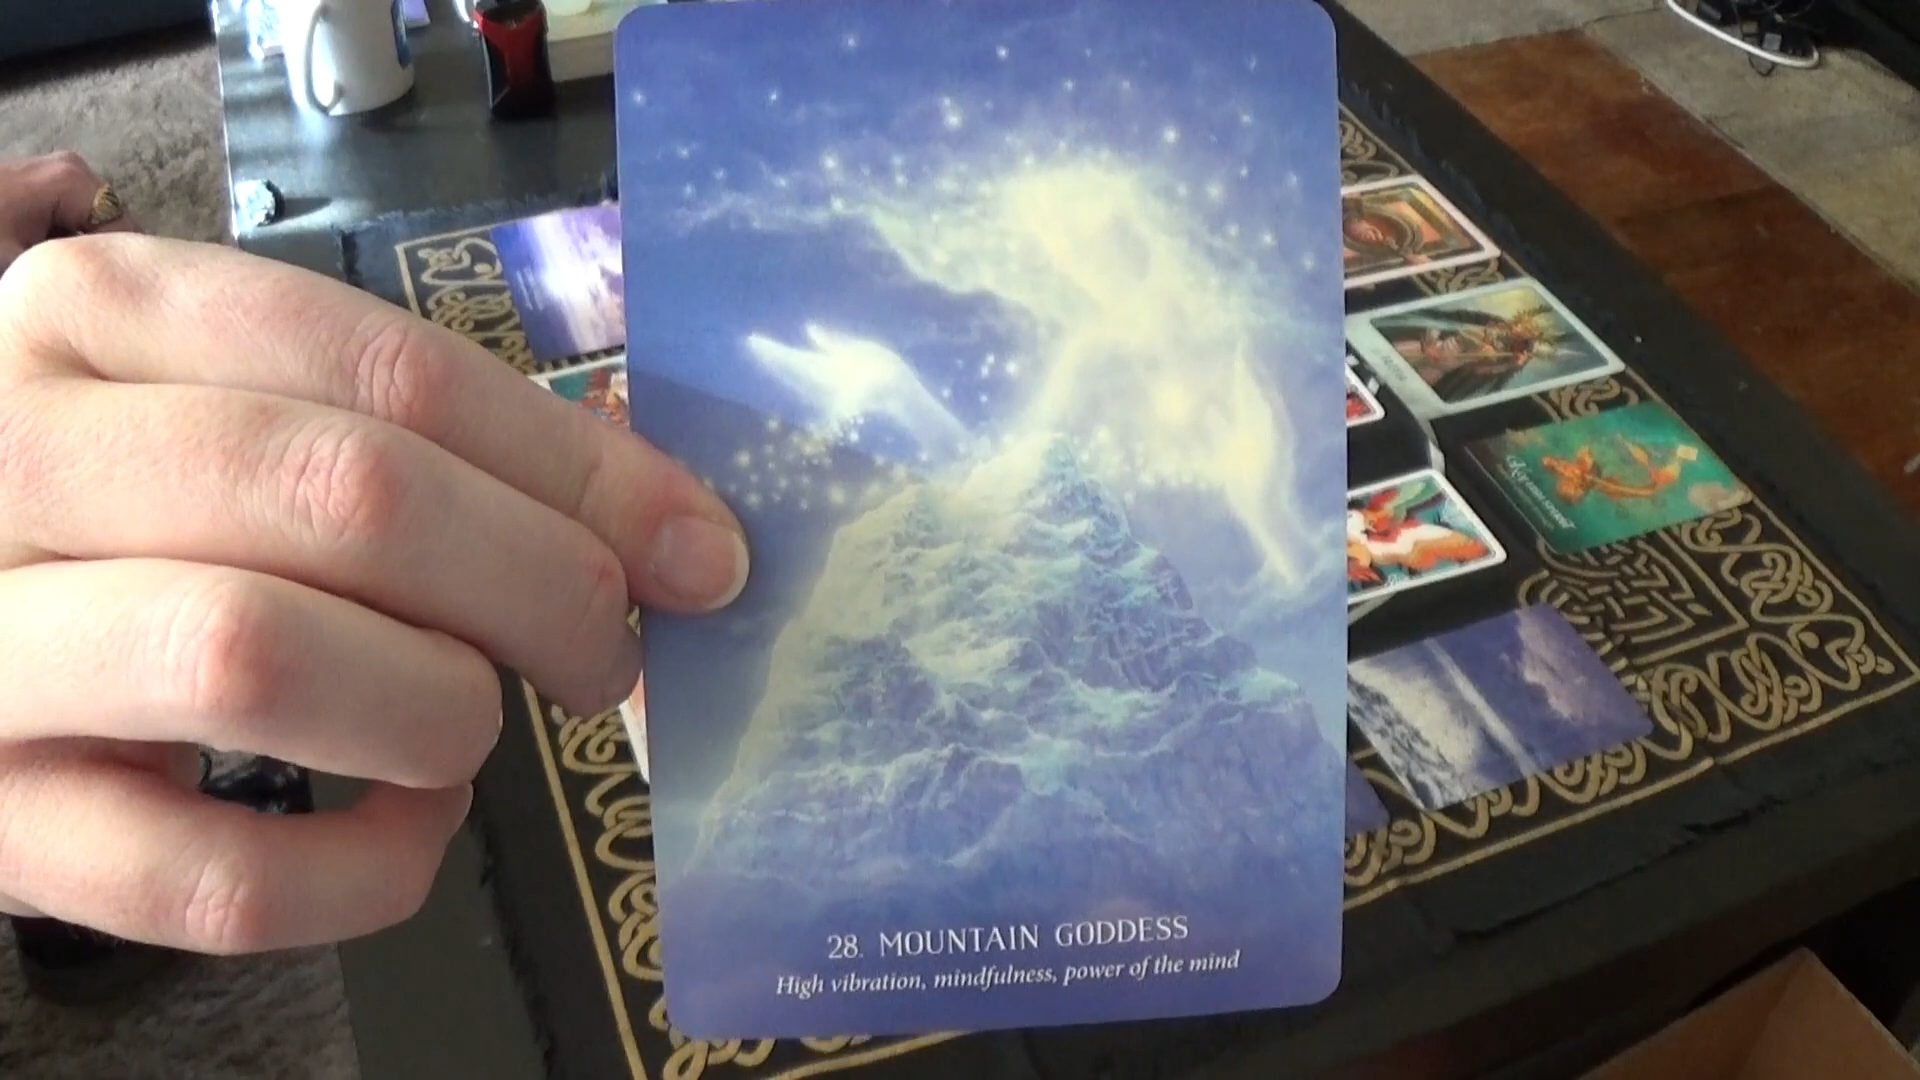 28. MOUNTAIN GODDESS
High vibration, mindfulness, power of the mind